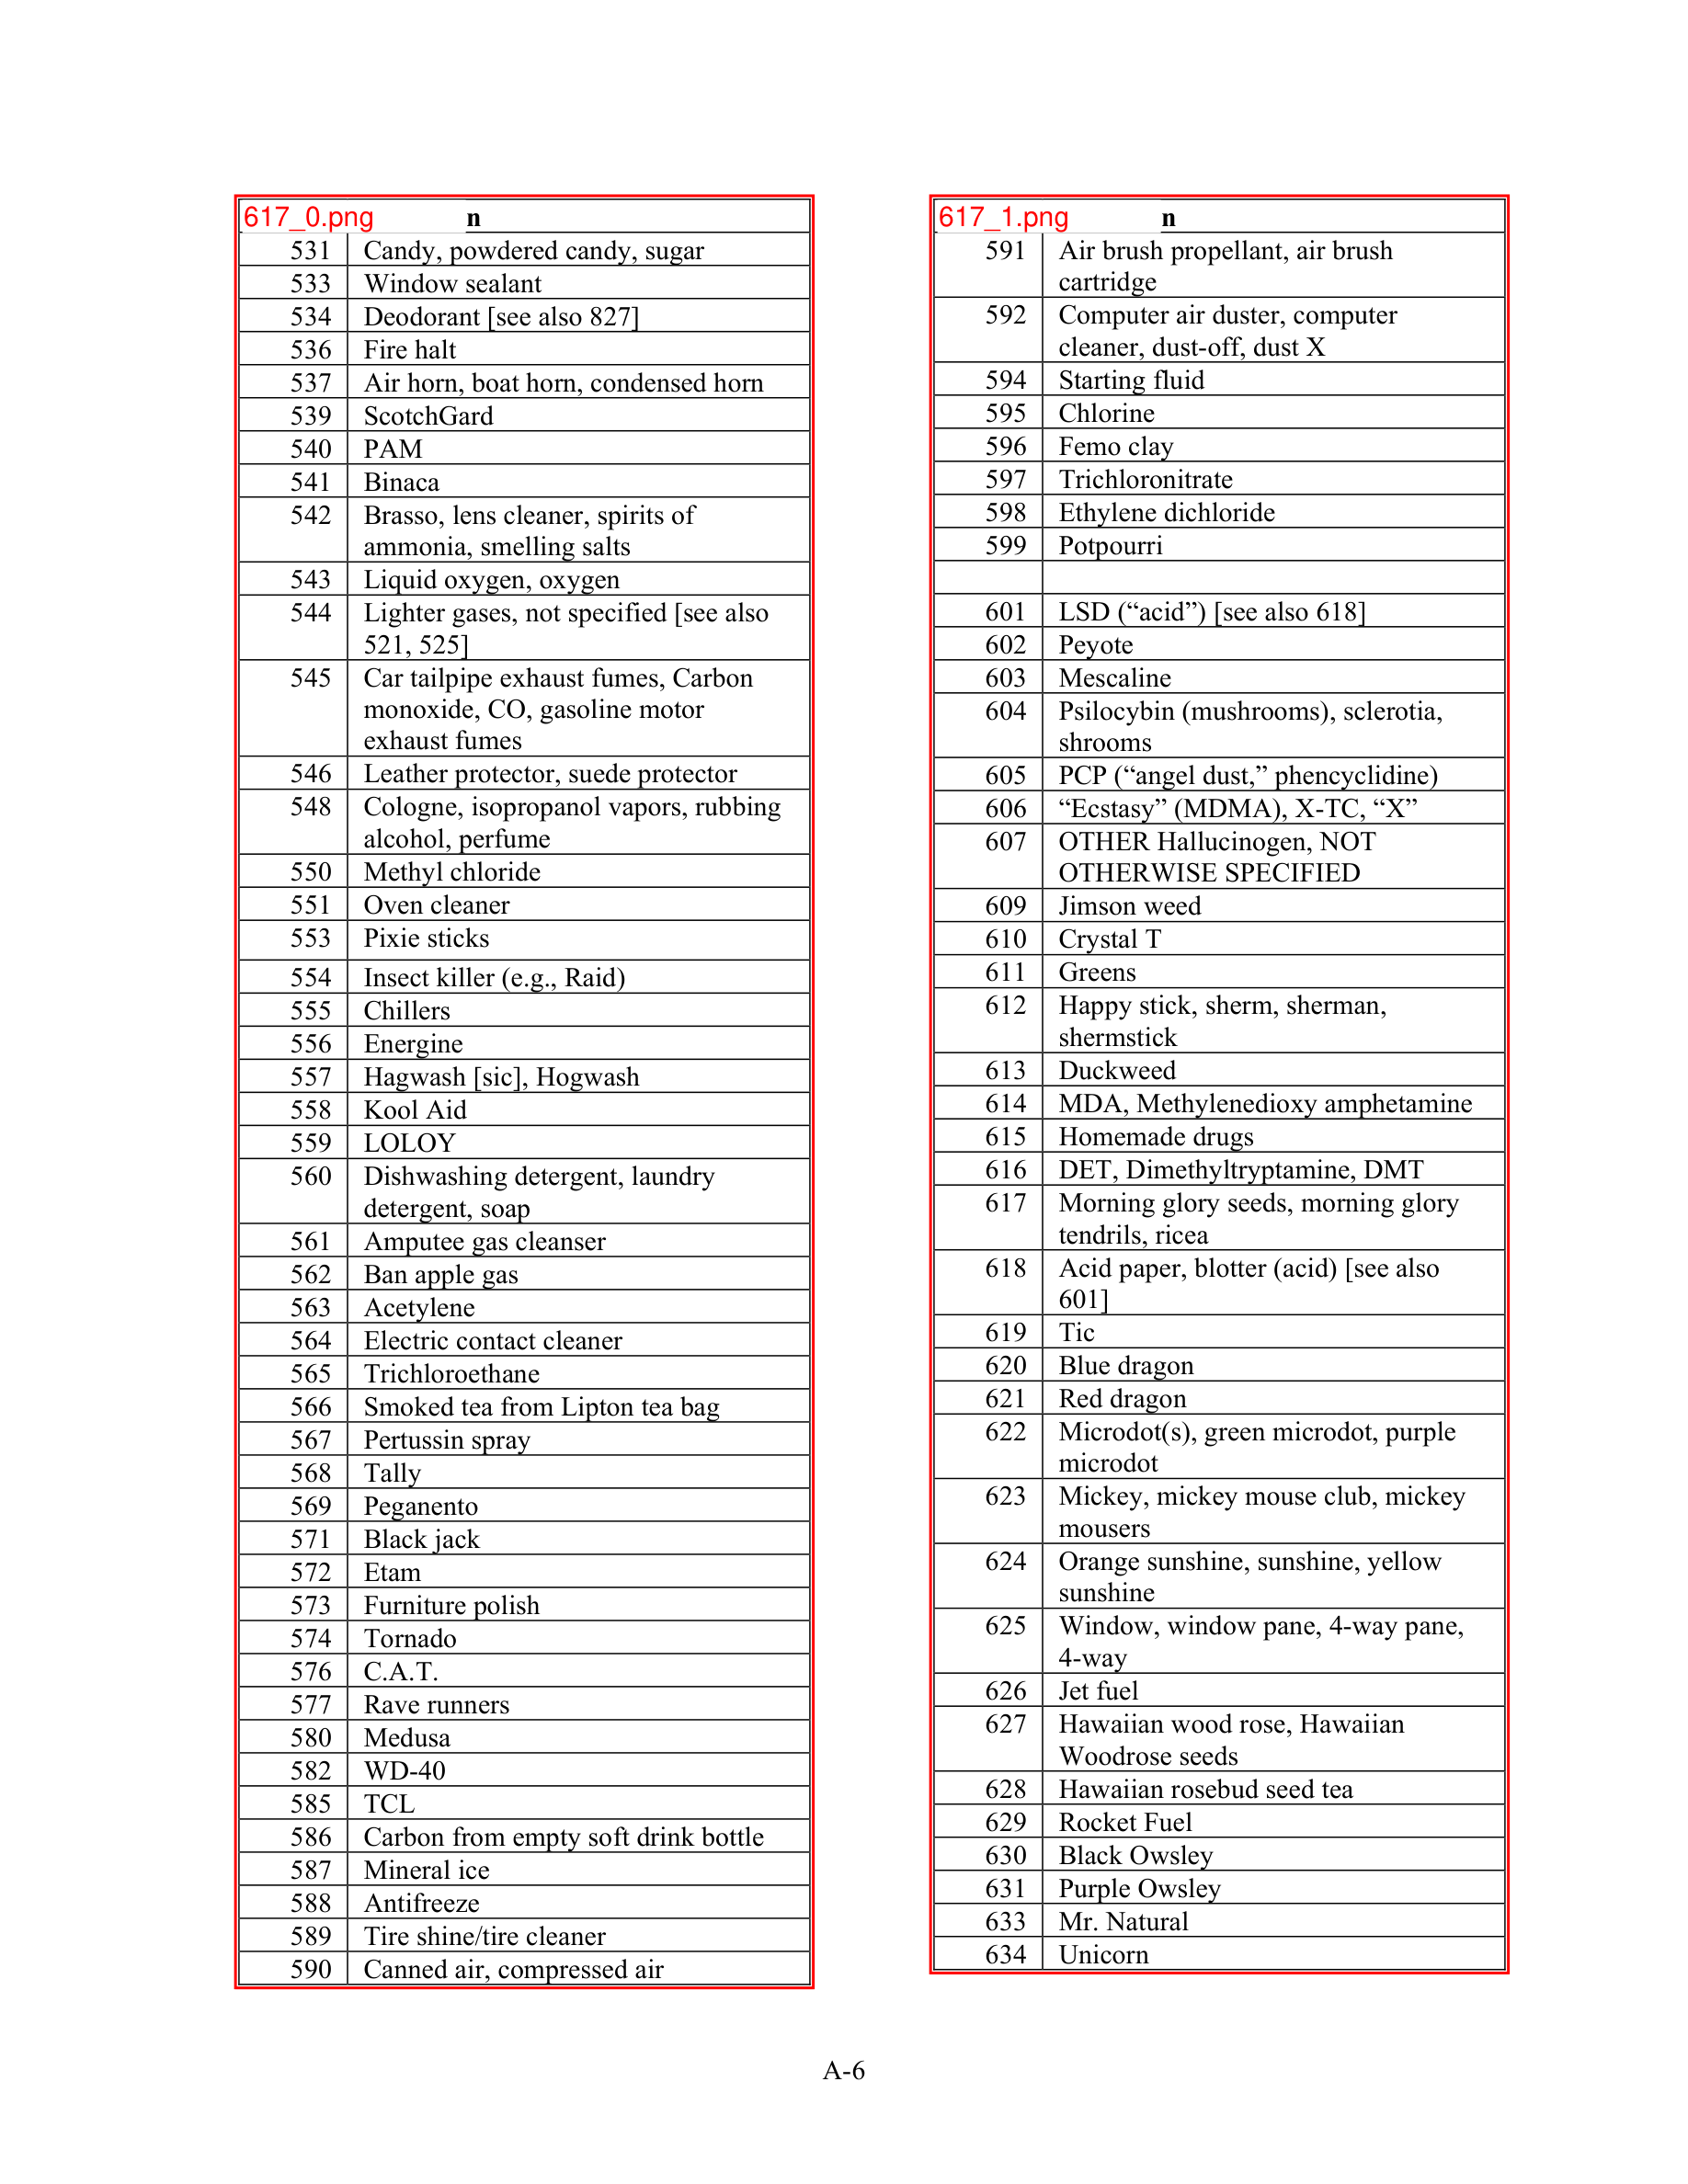 617_0.png n
531 Candy, powdered candy, sugar
533 Window sealant
534 Deodorant [see also 827]
536 Fire halt
537 Air horn, boat horn, condensed horn
539 ScotchGard
540 PAM
541 Binaca
542 Brasso, lens cleaner, spirits of
ammonia, smelling salts
543 Liquid oxygen, oxygen
544 Lighter gases, not specified [see also
521, 525]
545 Car tailpipe exhaust fumes, Carbon
monoxide, CO, gasoline motor
exhaust fumes
546 Leather protector, suede protector
548 Cologne, isopropanol vapors, rubbing
alcohol, perfume
550 Methyl chloride
551 Oven cleaner
553 Pixie sticks
554 Insect killer (e.g., Raid)
555 Chillers
556 Energine
557 Hagwash [sic], Hogwash
558 Kool Aid
559 LOLOY
560 Dishwashing detergent, laundry
detergent, soap
561 Amputee gas cleanser
562 Ban apple gas
563 Acetylene
564 Electric contact cleaner
565 Trichloroethane
566 Smoked tea from Lipton tea bag
567 Pertussin spray
568 Tally
569 Peganento
571 Black jack
572 Etam
573 Furniture polish
574 Tornado
576 C.A.T.
577 Rave runners
580 Medusa
582 WD-40
585 TCL
586 Carbon from empty soft drink bottle
587 Mineral ice
588 Antifreeze
589 Tire shine/tire cleaner
590 Canned air, compressed air
617_1.png n
591 Air brush propellant, air brush
cartridge
592 Computer air duster, computer
cleaner, dust-off, dust X
594 Starting fluid
595 Chlorine
596 Femo clay
597 Trichloronitrate
598 Ethylene dichloride
599 Potpourri
601 LSD (“acid”) [see also 618]
602 Peyote
603 Mescaline
604 Psilocybin (mushrooms), sclerotia,
shrooms
605 PCP (“angel dust,” phencyclidine)
606 “Ecstasy” (MDMA), X-TC, “X”
607 OTHER Hallucinogen, NOT
OTHERWISE SPECIFIED
609 Jimson weed
610 Crystal T
611 Greens
612 Happy stick, sherm, sherman,
shermstick
613 Duckweed
614 MDA, Methylenedioxy amphetamine
615 Homemade drugs
616 DET, Dimethyltryptamine, DMT
617 Morning glory seeds, morning glory
tendrils, ricea
618 Acid paper, blotter (acid) [see also
601]
619 Tic
620 Blue dragon
621 Red dragon
622 Microdot(s), green microdot, purple
microdot
623 Mickey, mickey mouse club, mickey
mousers
624 Orange sunshine, sunshine, yellow
sunshine
625 Window, window pane, 4-way pane,
4-way
626 Jet fuel
627 Hawaiian wood rose, Hawaiian
Woodrose seeds
628 Hawaiian rosebud seed tea
629 Rocket Fuel
630 Black Owsley
631 Purple Owsley
633 Mr. Natural
634 Unicorn
A-6